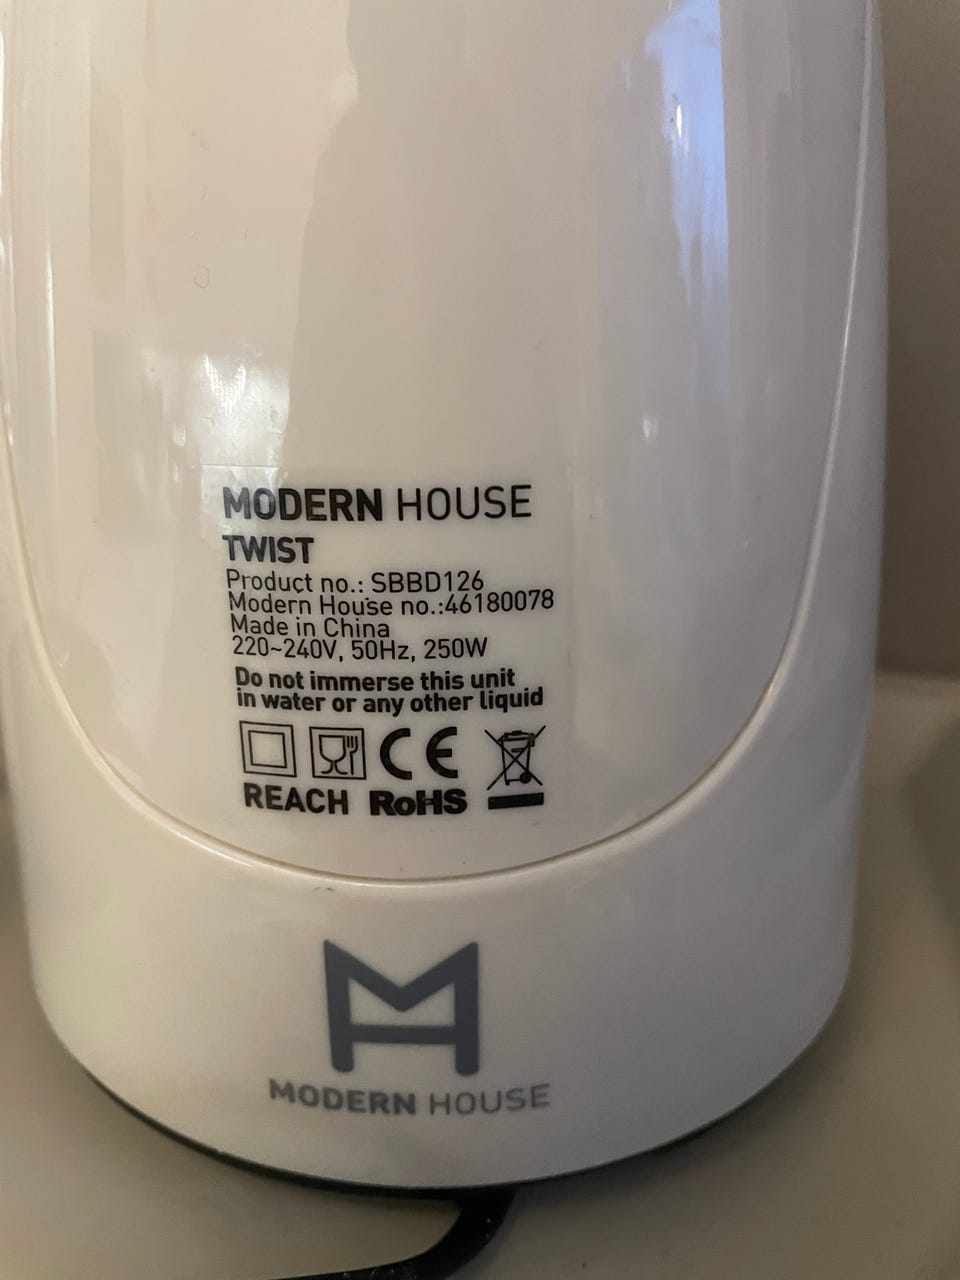 MODERN HOUSE
TWIST
Product no.: SBBD126
Modern House no.:46180078
Made in China
220~240V, 50Hz, 250W
Do not immerse this unit
in water or any other liquid
CE
REACH RoHS
MODERN HOUSE